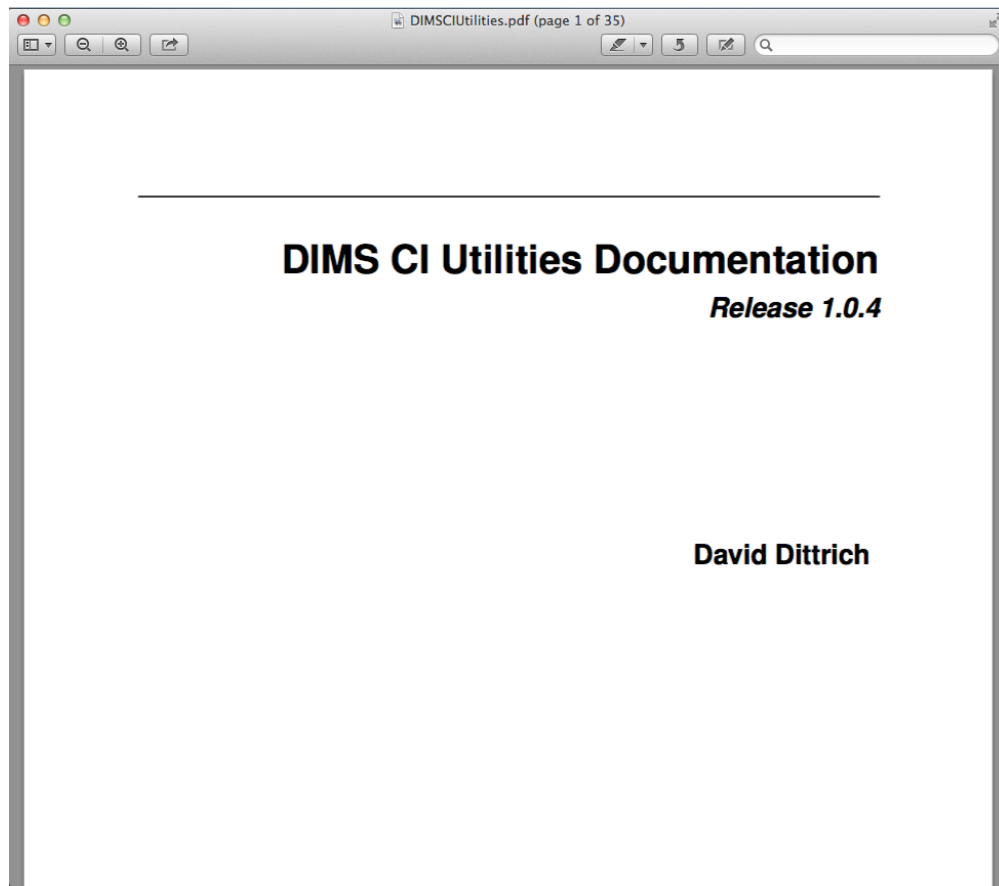 DIMSCIUtilities.pdf (page 1 of 35)
DIMS CI Utilities Documentation
Release 1.0.4
David Dittrich